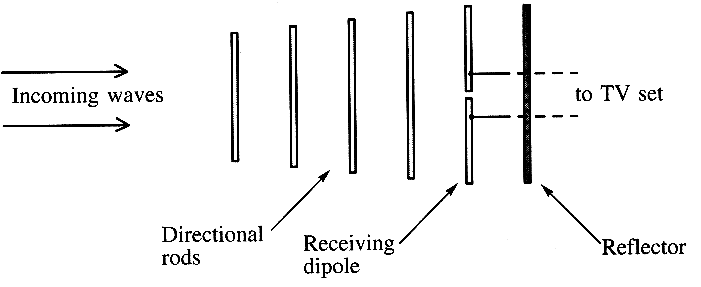 Incoming waves
to TV set
Directional
rods
Receiving
dipole
Reflector